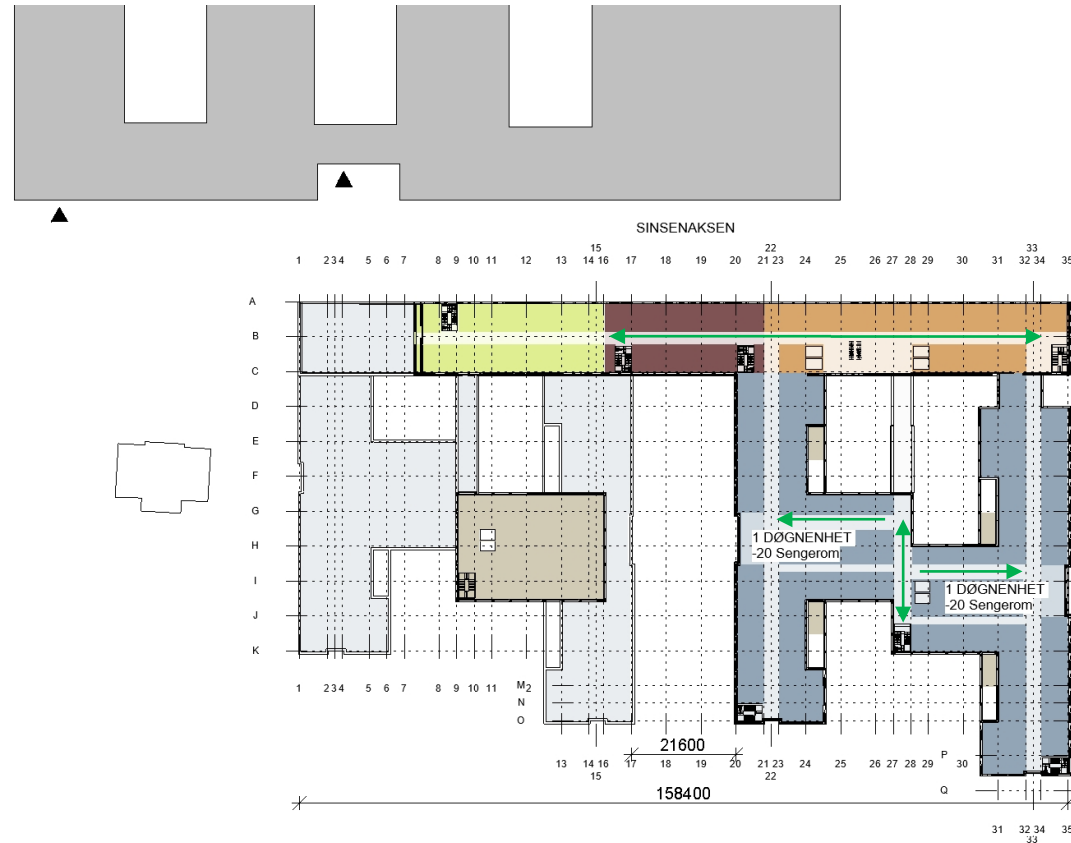 SINSENAKSEN
15 22 33
1 2 3 4 5 6 7 8 9 10 11 12 13 14 16 17 18 19 20 21 23 24 25 26 27 28 29 30 31 32 34 35
A
B
C
D
E
F
G
H
1 DØGNENHET
-20 Sengerom
I
1 DØGNENHET
-20 Sengerom
J
K
1 2 3 4 5 6 7 8 9 10 11 M2
N
O
21600
13 14 16 17 18 19 20 21 23 24 25 26 27 28 29 30 P
15 22
158400
Q
31 32 34 35
33